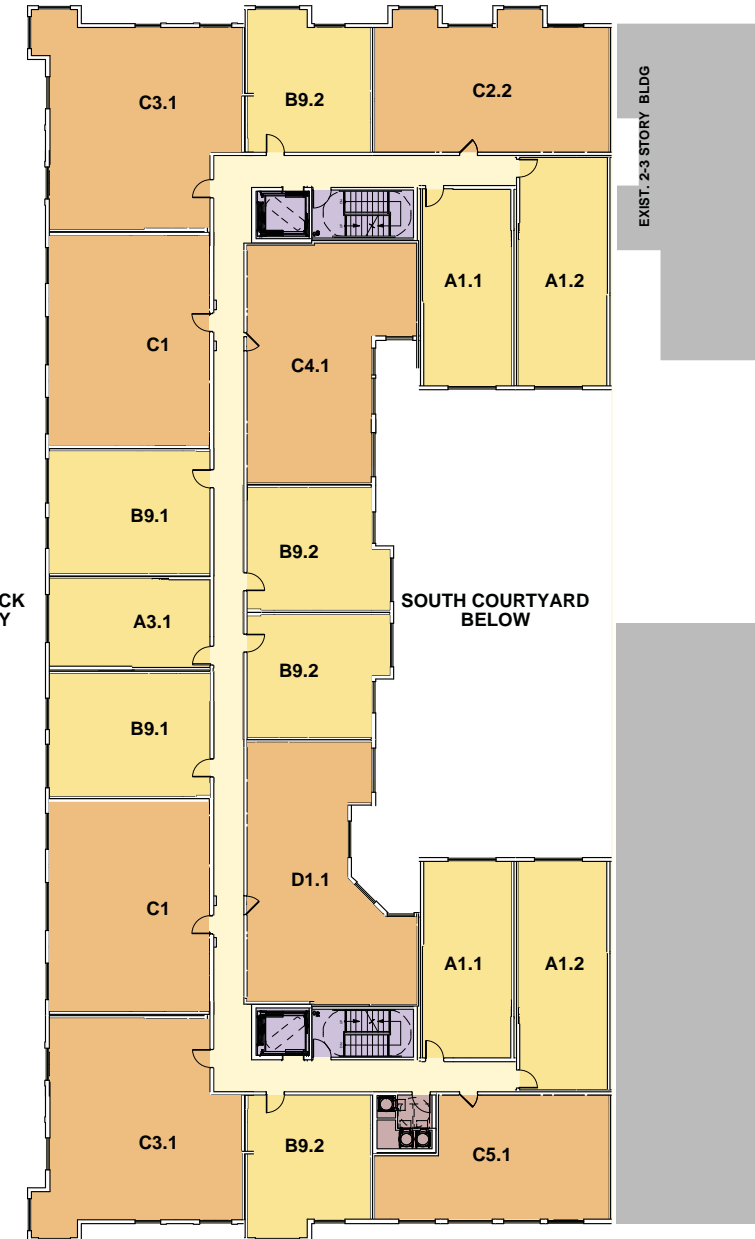 C3.1
B9.2
C2.2
EXIST. 2-3 STORY BLDG
A1.1
A1.2
C1
C4.1
B9.1
B9.2
CK
Y
A3.1
SOUTH COURTYARD
BELOW
B9.2
B9.1
D1.1
C1
A1.1
A1.2
C3.1
B9.2
C5.1